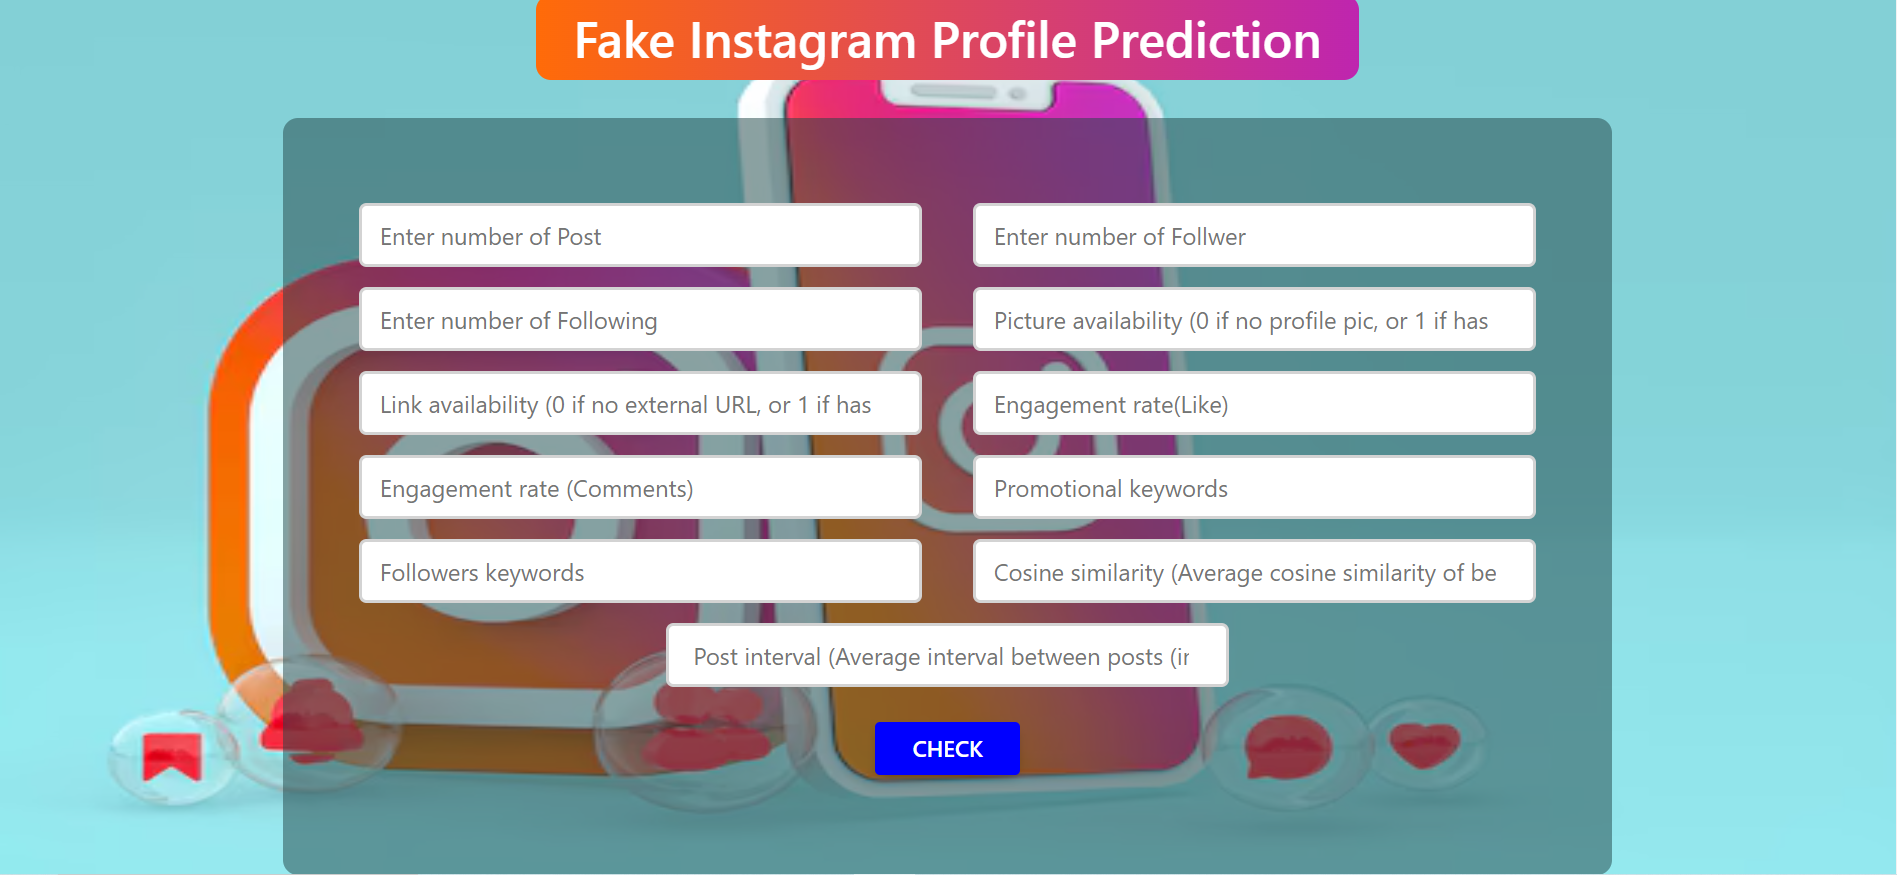 Fake Instagram Profile Prediction
Enter number of Post
Enter number of Follwer
Enter number of Following
Picture availability (0 if no profile pic, or 1 if has
Link availability (0 if no external URL, or 1 if has
Engagement rate(Like)
Engagement rate (Comments)
Promotional keywords
Followers keywords
Cosine similarity (Average cosine similarity of be
Post interval (Average interval between posts (in
CHECK